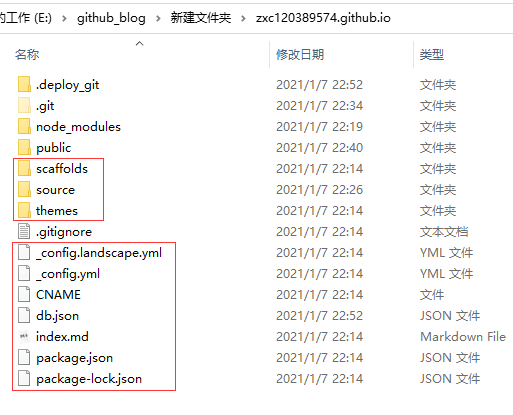 的工作 (E:) › github_blog › 新建文件夹 › zxc120389574.github.io
名称 修改日期 类型
.deploy_git 2021/1/7 22:52 文件夹
.git 2021/1/7 22:34 文件夹
node_modules 2021/1/7 22:19 文件夹
public 2021/1/7 22:40 文件夹
scaffolds 2021/1/7 22:14 文件夹
source 2021/1/7 22:26 文件夹
themes 2021/1/7 22:14 文件夹
.gitignore 2021/1/7 22:14 文本文档
_config.landscape.yml 2021/1/7 22:14 YML 文件
_config.yml 2021/1/7 22:14 YML 文件
CNAME 2021/1/7 22:14 文件
db.json 2021/1/7 22:52 JSON 文件
index.md 2021/1/7 22:14 Markdown File
package.json 2021/1/7 22:14 JSON 文件
package-lock.json 2021/1/7 22:14 JSON 文件